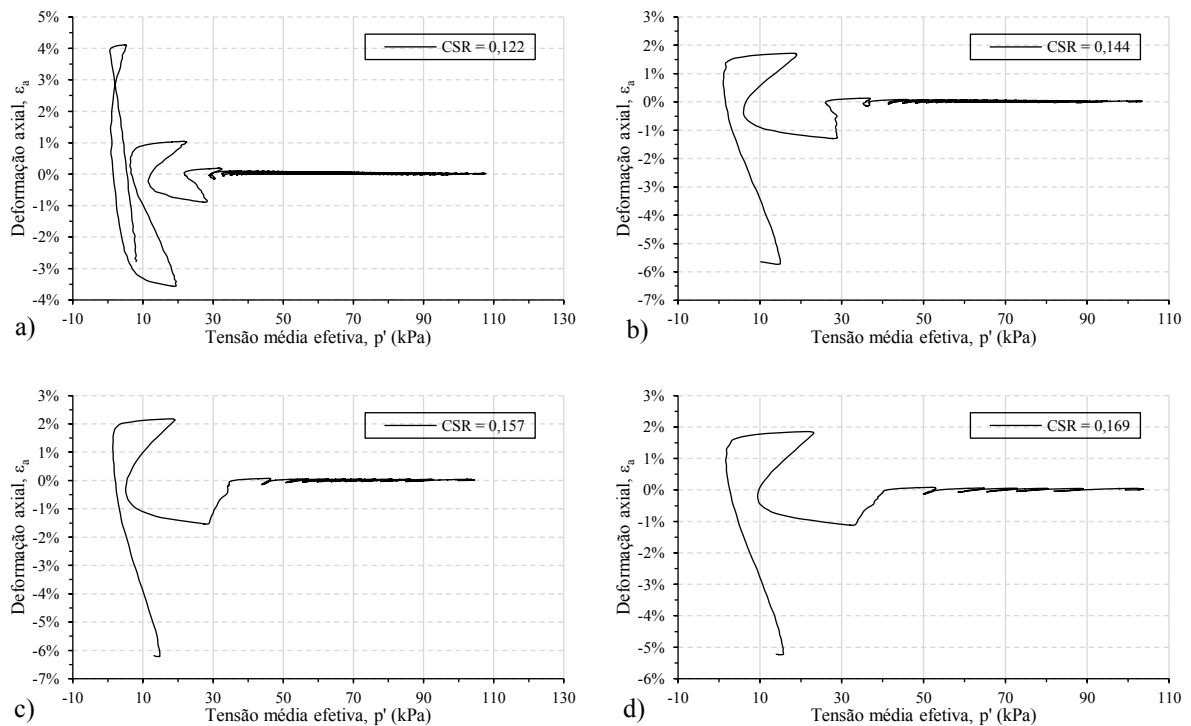 5%
4%
3%
2%
1%
0%
-1%
-2%
-3%
-4%
Deformação axial, εa
CSR = 0,122
-10 10 30 50 70 90 110 130
Tensão média efetiva, p' (kPa)
a)
3%
2%
1%
0%
-1%
-2%
-3%
-4%
-5%
-6%
-7%
Deformação axial, εa
CSR = 0,144
-10 10 30 50 70 90 110
Tensão média efetiva, p' (kPa)
b)
3%
2%
1%
0%
-1%
-2%
-3%
-4%
-5%
-6%
-7%
Deformação axial, εa
CSR = 0,157
-10 10 30 50 70 90 110 130
Tensão média efetiva, p' (kPa)
c)
3%
2%
1%
0%
-1%
-2%
-3%
-4%
-5%
-6%
Deformação axial, εa
CSR = 0,169
-10 10 30 50 70 90 110
Tensão média efetiva, p' (kPa)
d)